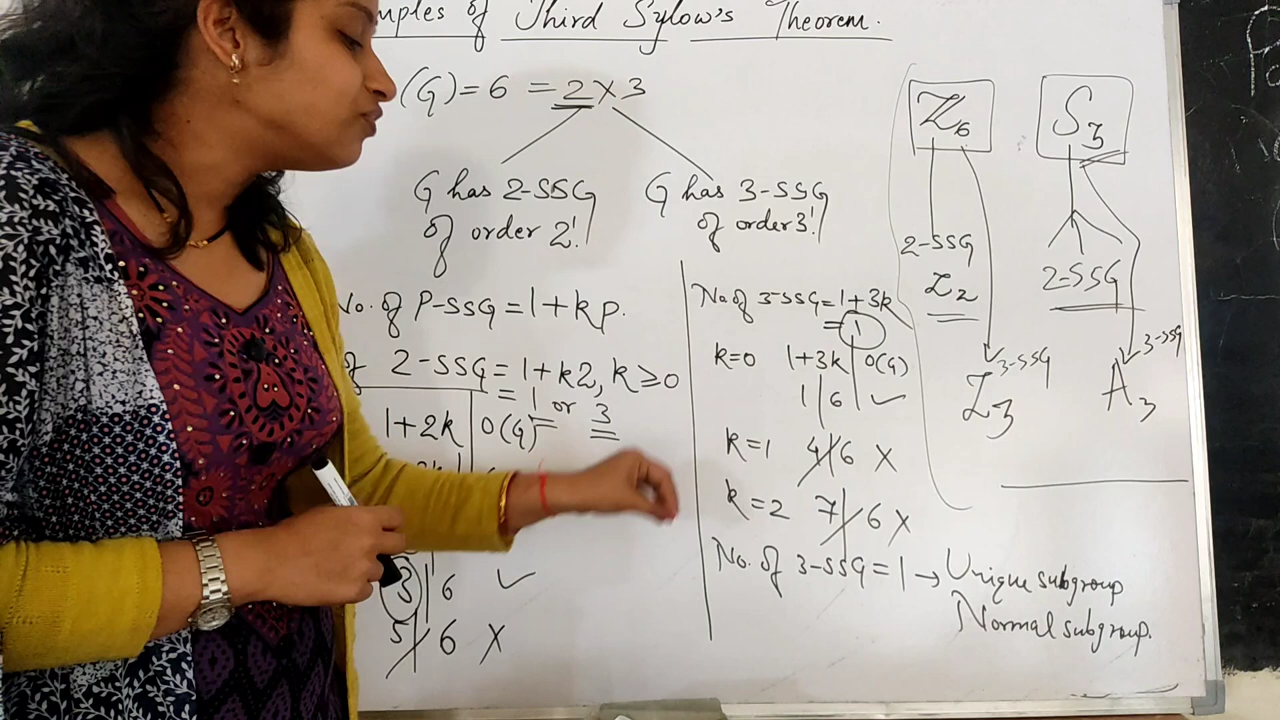 mples of Third Sylow's Theorem.
(G) = 6 = 2 × 3
G has 2-SSG
of order 2!
G has 3-SSG
of order 3!
No. of P-SSG = 1 + kp.
of 2-SSG = 1 + k2, k ≥ 0
= 1 or 3
1+2k | O(G)
3 | 6 ✓
5 ∤ 6 X
No. of 3-SSG = 1+3k
= 1
k=0 1+3k | O(G)
1 | 6 ✓
k=1 4 ∤ 6 X
k=2 7 ∤ 6 X
No. of 3-SSG = 1 → Unique subgroup
Normal subgroup.
Z6
2-SSG
Z2
3-SSG
Z3
S3
2-SSG
3-SSG
A3